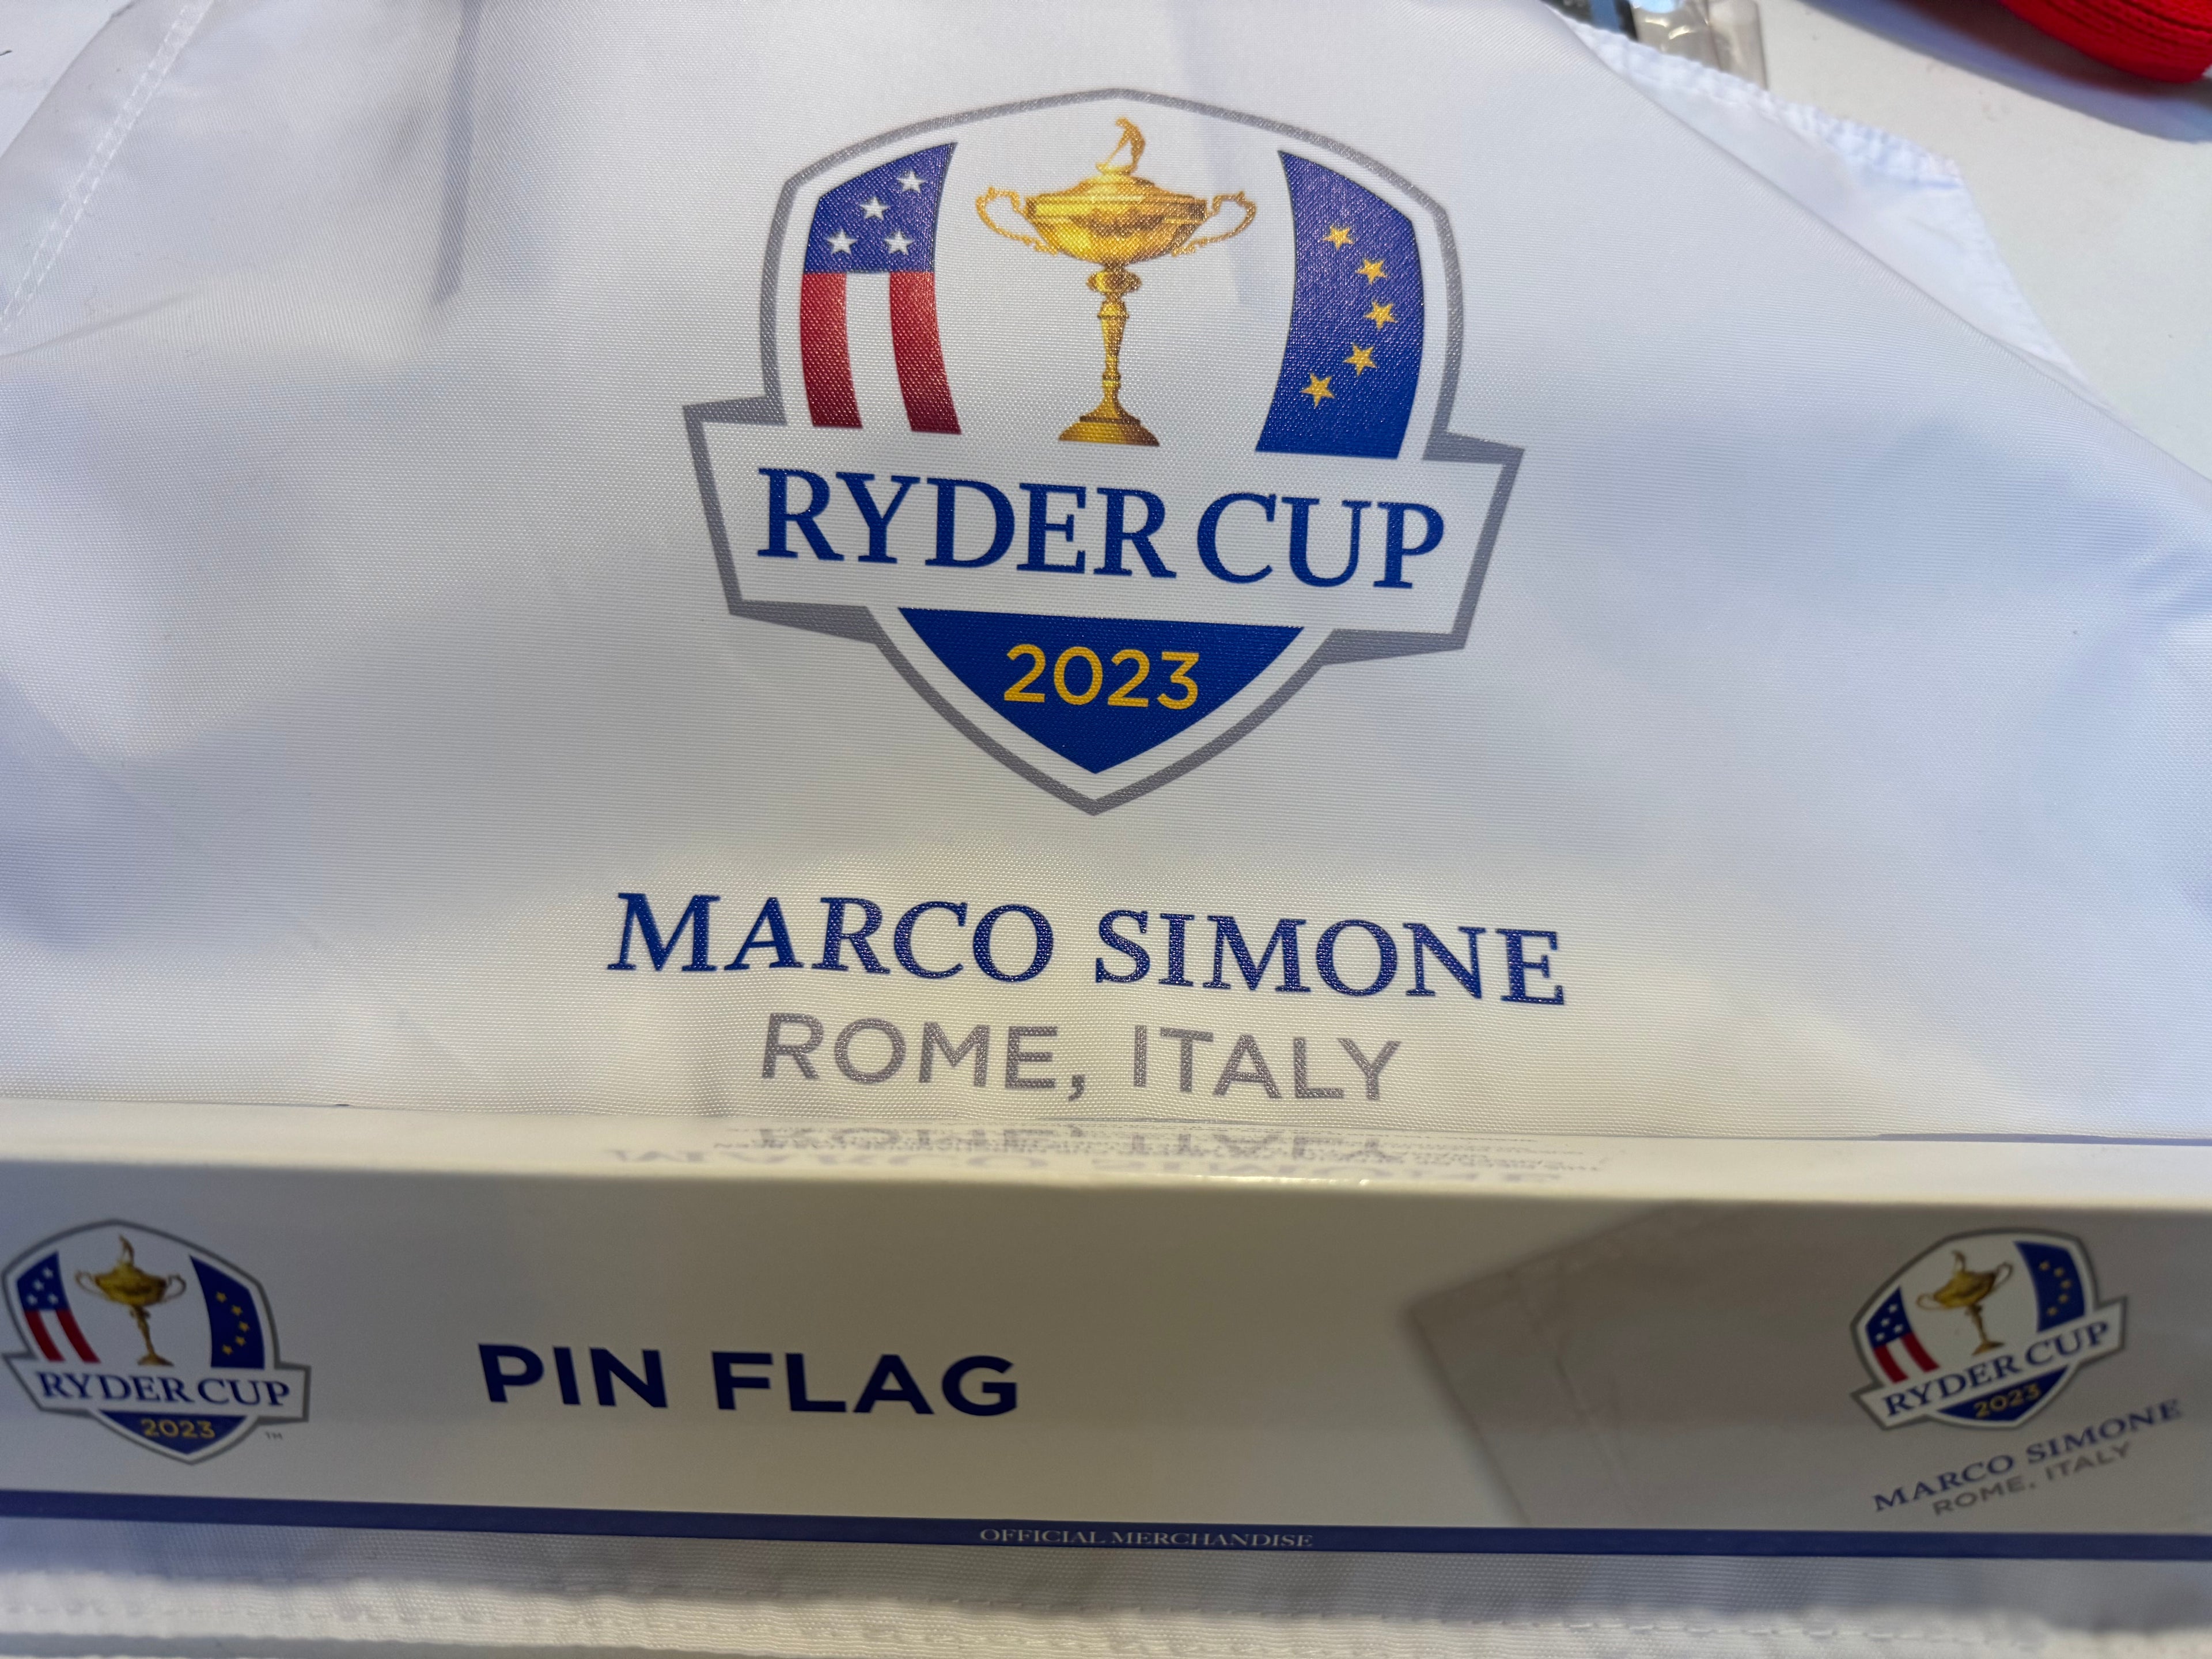 RYDER CUP
2023
MARCO SIMONE
ROME, ITALY
RYDER CUP
2023
TM
PIN FLAG
RYDER CUP
2023
MARCO SIMONE
ROME, ITALY
OFFICIAL MERCHANDISE